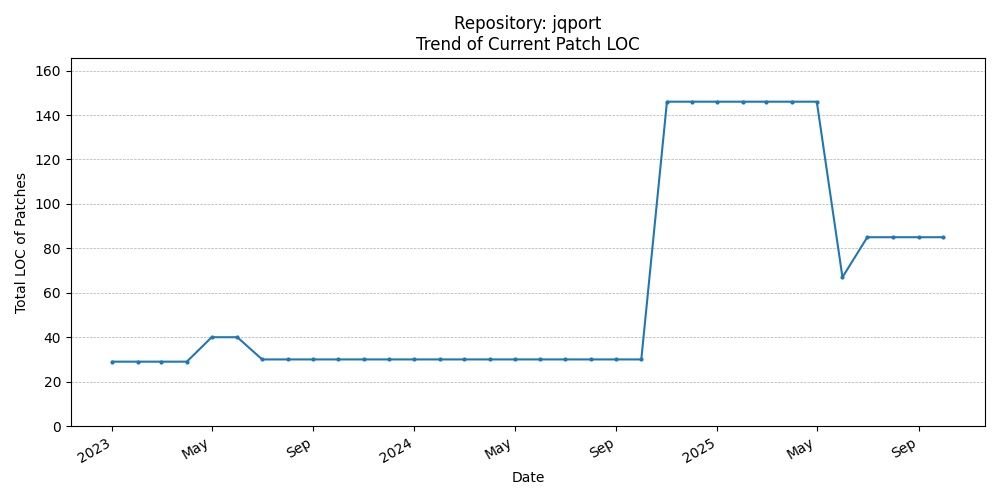 Repository: jqport
Trend of Current Patch LOC
Total LOC of Patches
160
140
120
100
80
60
40
20
0
2023
May
Sep
2024
May
Sep
2025
May
Sep
Date